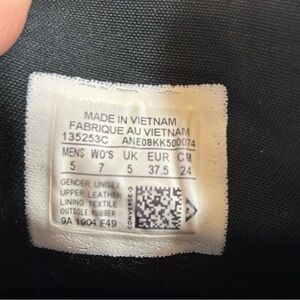 MADE IN VIETNAM
FABRIQUE AU VIETNAM
135253C ANE08KK500D74
MENS WO'S UK EUR CM
5 7 5 37.5 24
GENDER: UNISEX
UPPER: LEATHER
LINING: TEXTILE
OUTSOLE: RUBBER
9A 1904 F49
CONVERSE